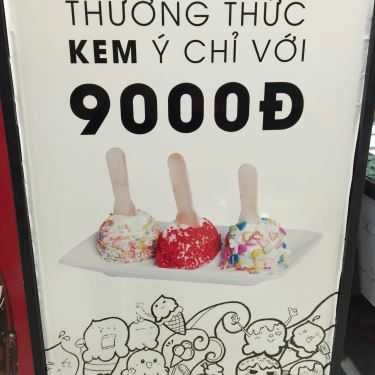 THƯỞNG THỨC
KEM Ý CHỈ VỚI
9000Đ